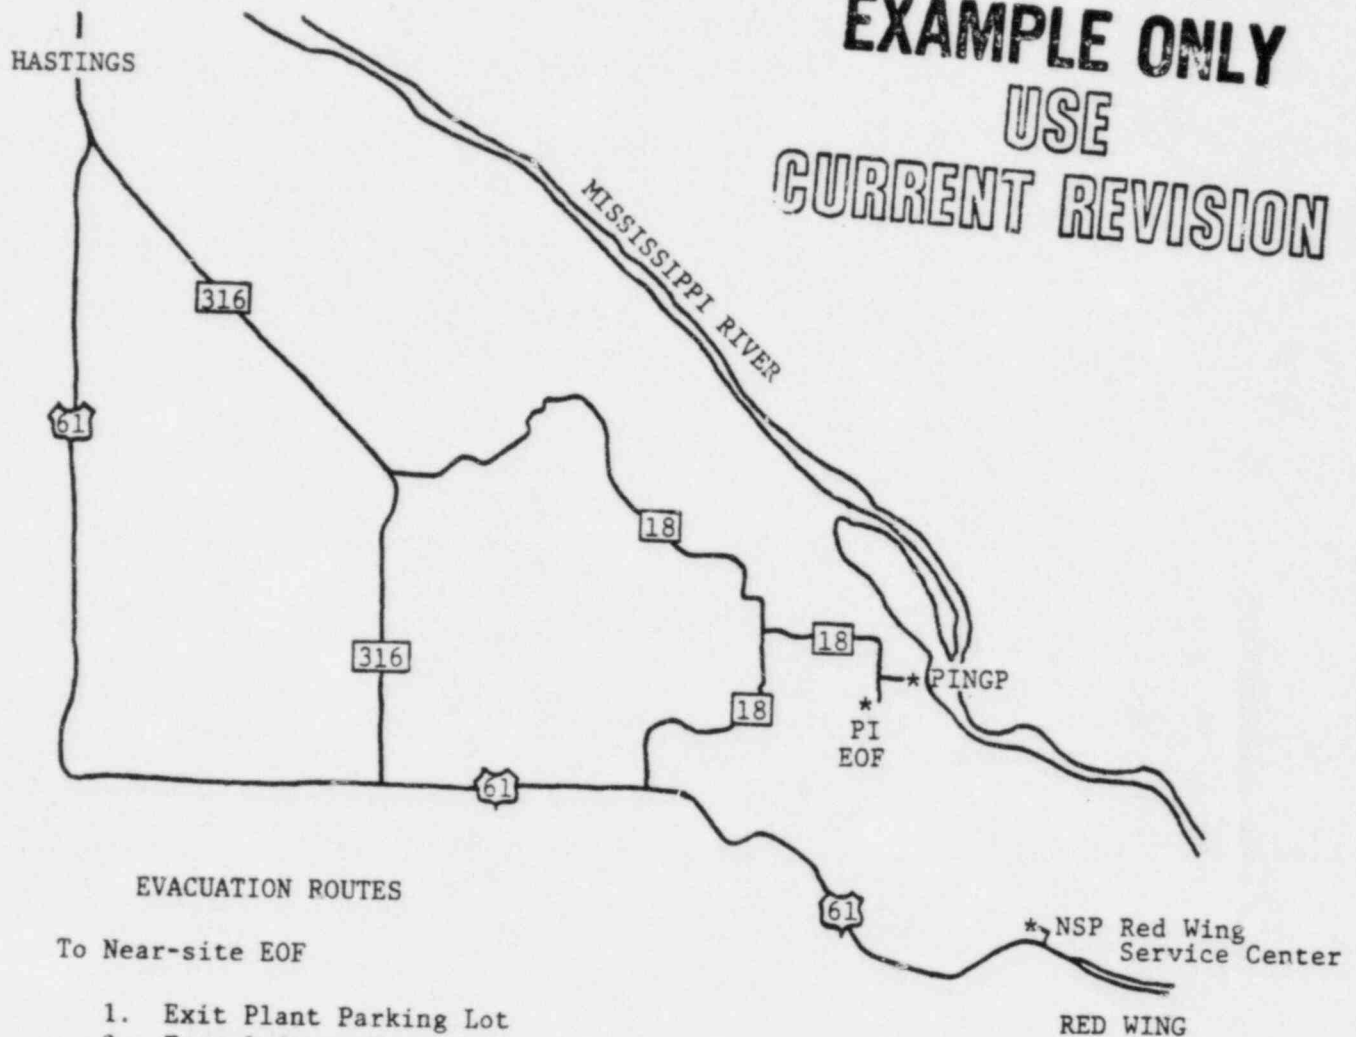 EXAMPLE ONLY
USE
CURRENT REVISION
HASTINGS
MISSISSIPPI RIVER
316
61
18
316
18
18
* PINGP
*
PI
EOF
61
61
* NSP Red Wing
Service Center
RED WING
EVACUATION ROUTES
To Near-site EOF
1. Exit Plant Parking Lot